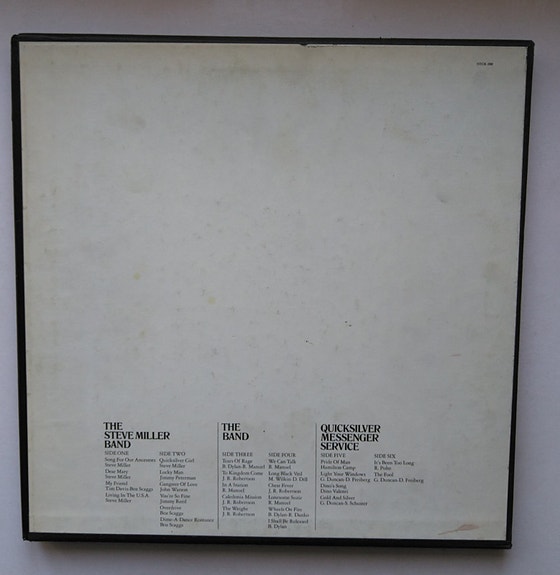 THE
STEVE MILLER
BAND
SIDE ONE
Song For Our Ancestors
Steve Miller
Dear Mary
Steve Miller
My Friend
Tim Davis-Boz Scaggs
Living In The U.S.A.
Steve Miller
SIDE TWO
Quicksilver Girl
Steve Miller
Lucky Man
Jimmy Peterman
Gangster Of Love
John Watson
You're So Fine
Jimmy Reed
Overdrive
Boz Scaggs
Dime-A-Dance Romance
Boz Scaggs
THE
BAND
SIDE THREE
Tears Of Rage
B. Dylan-R. Manuel
To Kingdom Come
J. R. Robertson
In A Station
R. Manuel
Caledonia Mission
J. R. Robertson
The Weight
J. R. Robertson
SIDE FOUR
We Can Talk
R. Manuel
Long Black Veil
M. Wilkin-D. Dill
Chest Fever
J. R. Robertson
Lonesome Suzie
R. Manuel
Wheels On Fire
B. Dylan-R. Danko
I Shall Be Released
B. Dylan
QUICKSILVER
MESSENGER
SERVICE
SIDE FIVE
Pride Of Man
Hamilton Camp
Light Your Windows
G. Duncan-D. Freiberg
Dino's Song
Dino Valenti
Gold And Silver
G. Duncan-S. Schuster
SIDE SIX
It's Been Too Long
R. Polte
The Fool
G. Duncan-D. Freiberg